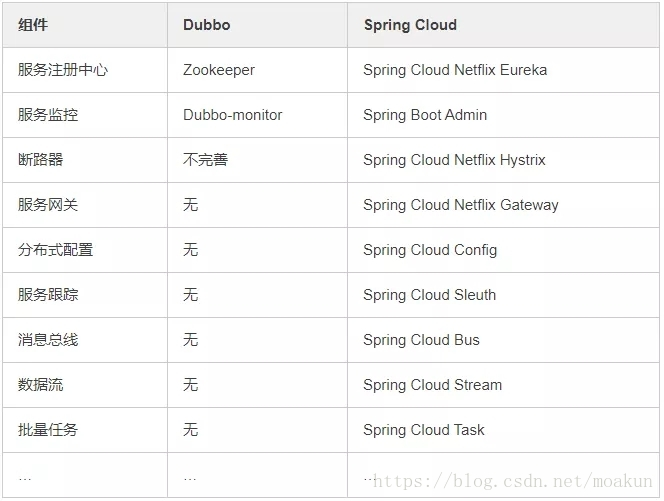 组件 Dubbo Spring Cloud
服务注册中心 Zookeeper Spring Cloud Netflix Eureka
服务监控 Dubbo-monitor Spring Boot Admin
断路器 不完善 Spring Cloud Netflix Hystrix
服务网关 无 Spring Cloud Netflix Gateway
分布式配置 无 Spring Cloud Config
服务跟踪 无 Spring Cloud Sleuth
消息总线 无 Spring Cloud Bus
数据流 无 Spring Cloud Stream
批量任务 无 Spring Cloud Task
… … …
https://blog.csdn.net/moakun